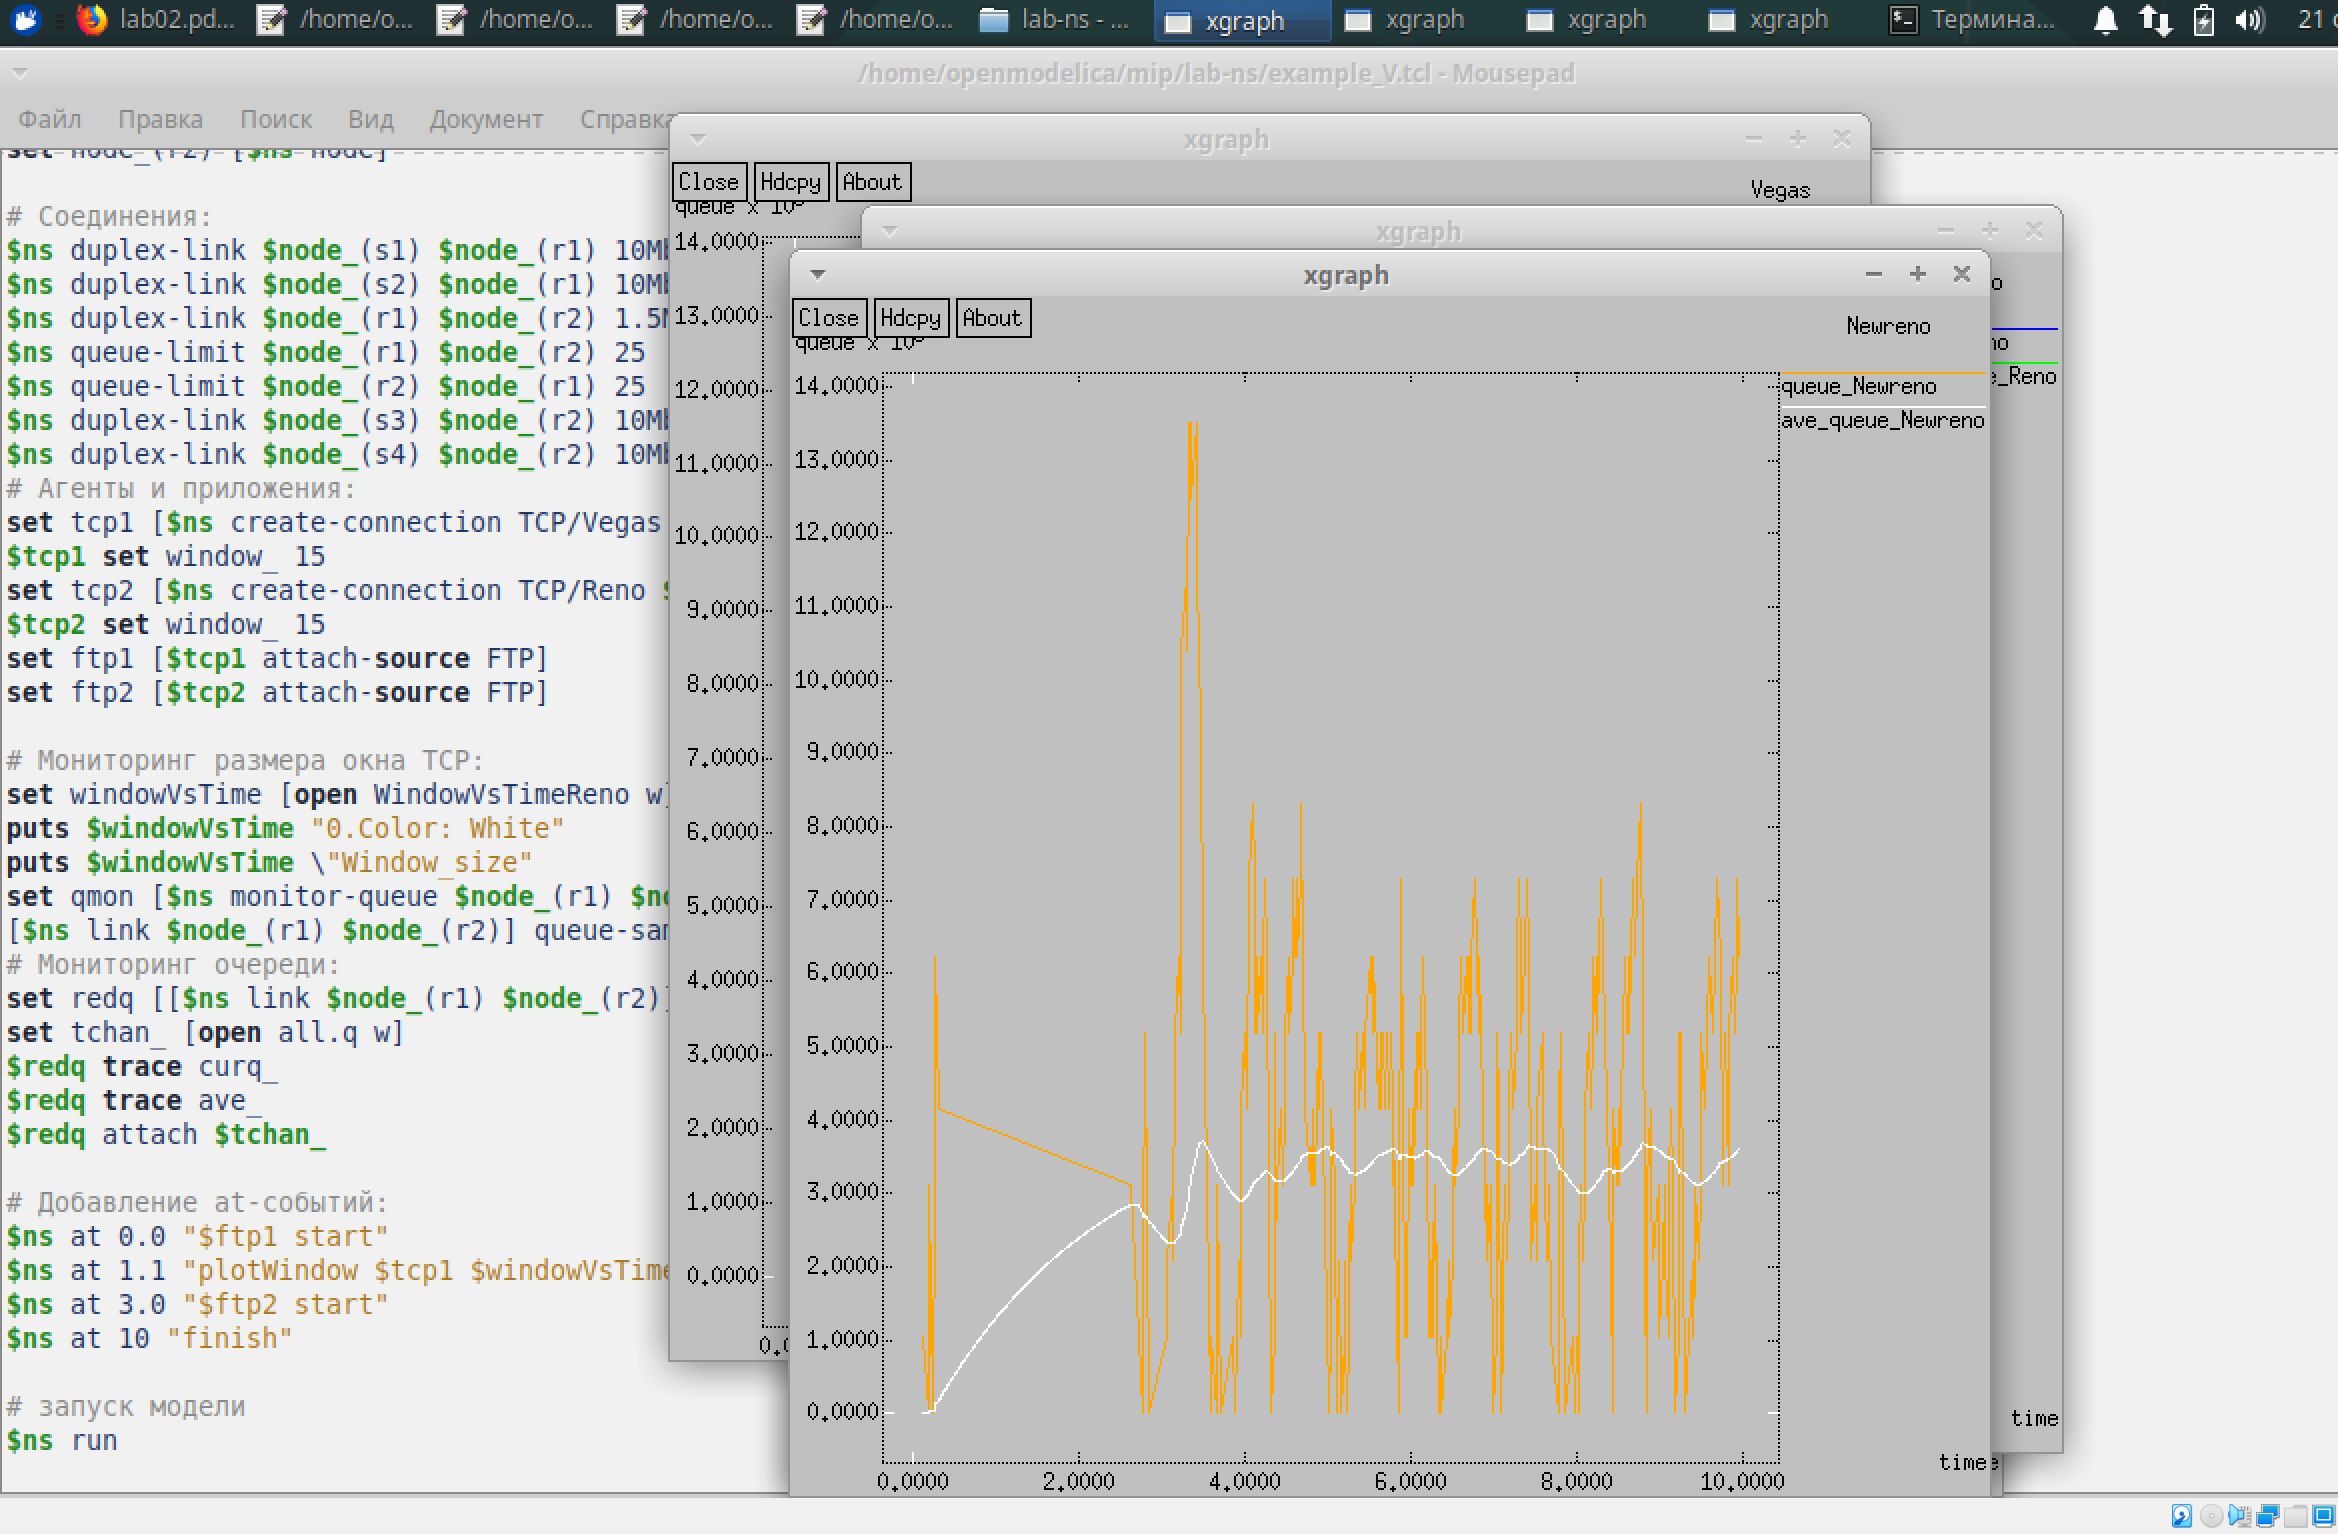 lab02.pd... /home/o... /home/o... /home/o... /home/o... lab-ns - ... xgraph xgraph xgraph xgraph Термина... 21
/home/openmodelica/mip/lab-ns/example_V.tcl - Mousepad
Файл Правка Поиск Вид Документ Справка
set node_(r2) [$ns node]
# Соединения:
$ns duplex-link $node_(s1) $node_(r1) 10Mb
$ns duplex-link $node_(s2) $node_(r1) 10Mb
$ns duplex-link $node_(r1) $node_(r2) 1.5M
$ns queue-limit $node_(r1) $node_(r2) 25
$ns queue-limit $node_(r2) $node_(r1) 25
$ns duplex-link $node_(s3) $node_(r2) 10Mb
$ns duplex-link $node_(s4) $node_(r2) 10Mb
# Агенты и приложения:
set tcp1 [$ns create-connection TCP/Vegas
$tcp1 set window_ 15
set tcp2 [$ns create-connection TCP/Reno $
$tcp2 set window_ 15
set ftp1 [$tcp1 attach-source FTP]
set ftp2 [$tcp2 attach-source FTP]
# Мониторинг размера окна TCP:
set windowVsTime [open WindowVsTimeReno w]
puts $windowVsTime "0.Color: White"
puts $windowVsTime \"Window_size"
set qmon [$ns monitor-queue $node_(r1) $no
[$ns link $node_(r1) $node_(r2)] queue-sam
# Мониторинг очереди:
set redq [[$ns link $node_(r1) $node_(r2)]
set tchan_ [open all.q w]
$redq trace curq_
$redq trace ave_
$redq attach $tchan_
# Добавление at-событий:
$ns at 0.0 "$ftp1 start"
$ns at 1.1 "plotWindow $tcp1 $windowVsTime
$ns at 3.0 "$ftp2 start"
$ns at 10 "finish"
# запуск модели
$ns run
xgraph
Close Hdcpy About
Vegas
queue x 10
14.0000
13.0000
12.0000
11.0000
10.0000
9.0000
8.0000
7.0000
6.0000
5.0000
4.0000
3.0000
2.0000
1.0000
0.0000
0.0
xgraph
o
no
e_Reno
time
xgraph
Close Hdcpy About
Newreno
queue x 10
queue_Newreno
ave_queue_Newreno
14.0000
13.0000
12.0000
11.0000
10.0000
9.0000
8.0000
7.0000
6.0000
5.0000
4.0000
3.0000
2.0000
1.0000
0.0000
0.0000 2.0000 4.0000 6.0000 8.0000 10.0000
time
e